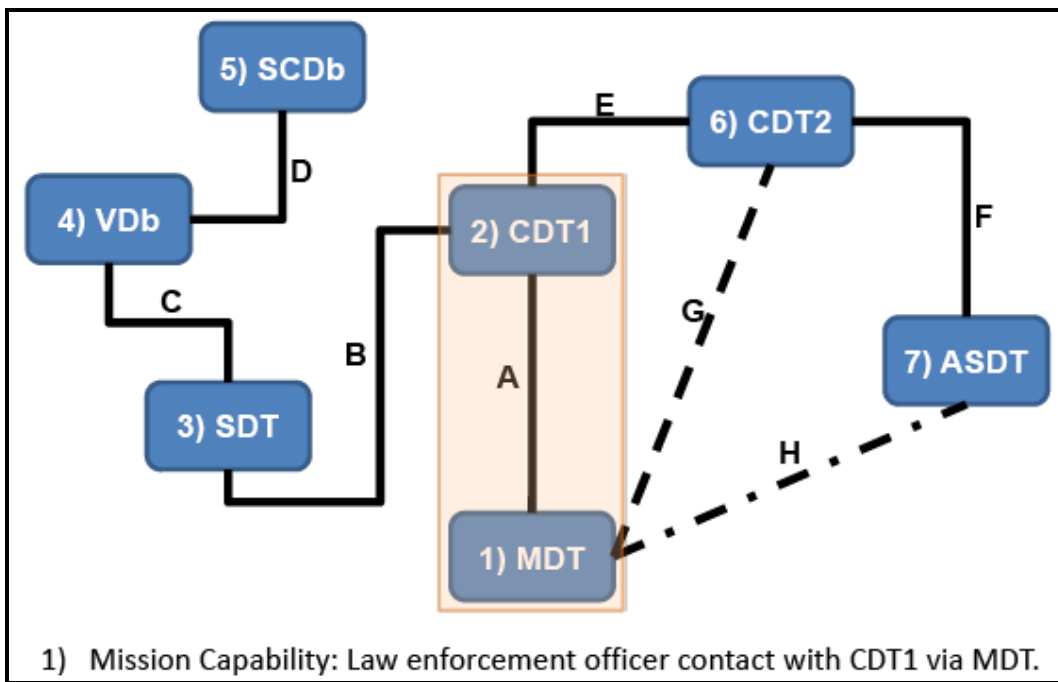 5) SCDb
E
6) CDT2
D
4) VDb
2) CDT1
F
C
G
B
A
7) ASDT
3) SDT
H
1) MDT
1) Mission Capability: Law enforcement officer contact with CDT1 via MDT.